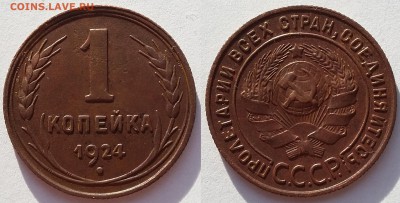 COINS.LAVE.RU
1
КОПЕЙКА
1924
ПРОЛЕТАРИИ ВСЕХ СТРАН, СОЕДИНЯЙТЕСЬ!
С.С.С.Р.